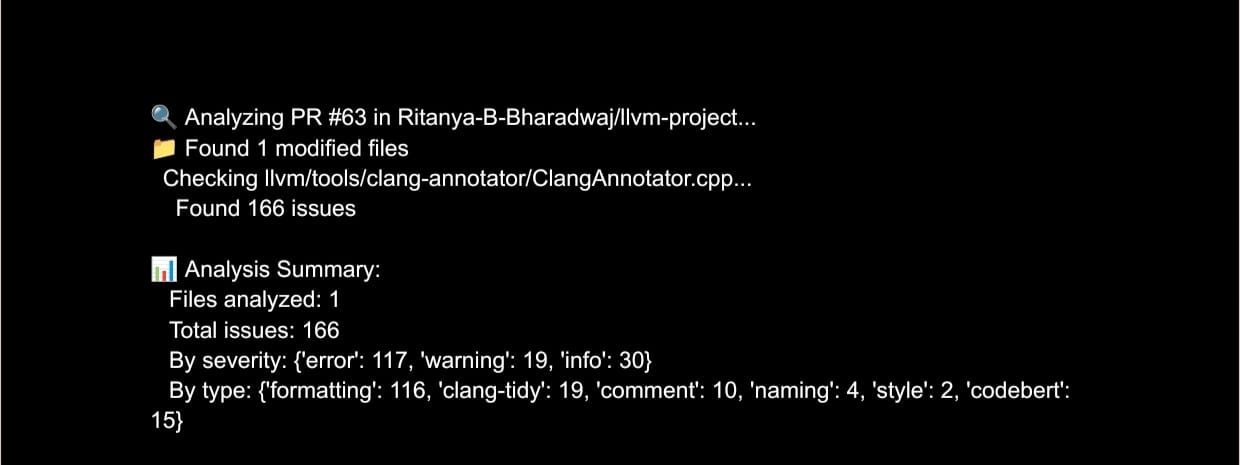 🔍 Analyzing PR #63 in Ritanya-B-Bharadwaj/llvm-project...
📁 Found 1 modified files
Checking llvm/tools/clang-annotator/ClangAnnotator.cpp...
Found 166 issues
📊 Analysis Summary:
Files analyzed: 1
Total issues: 166
By severity: {'error': 117, 'warning': 19, 'info': 30}
By type: {'formatting': 116, 'clang-tidy': 19, 'comment': 10, 'naming': 4, 'style': 2, 'codebert':
15}